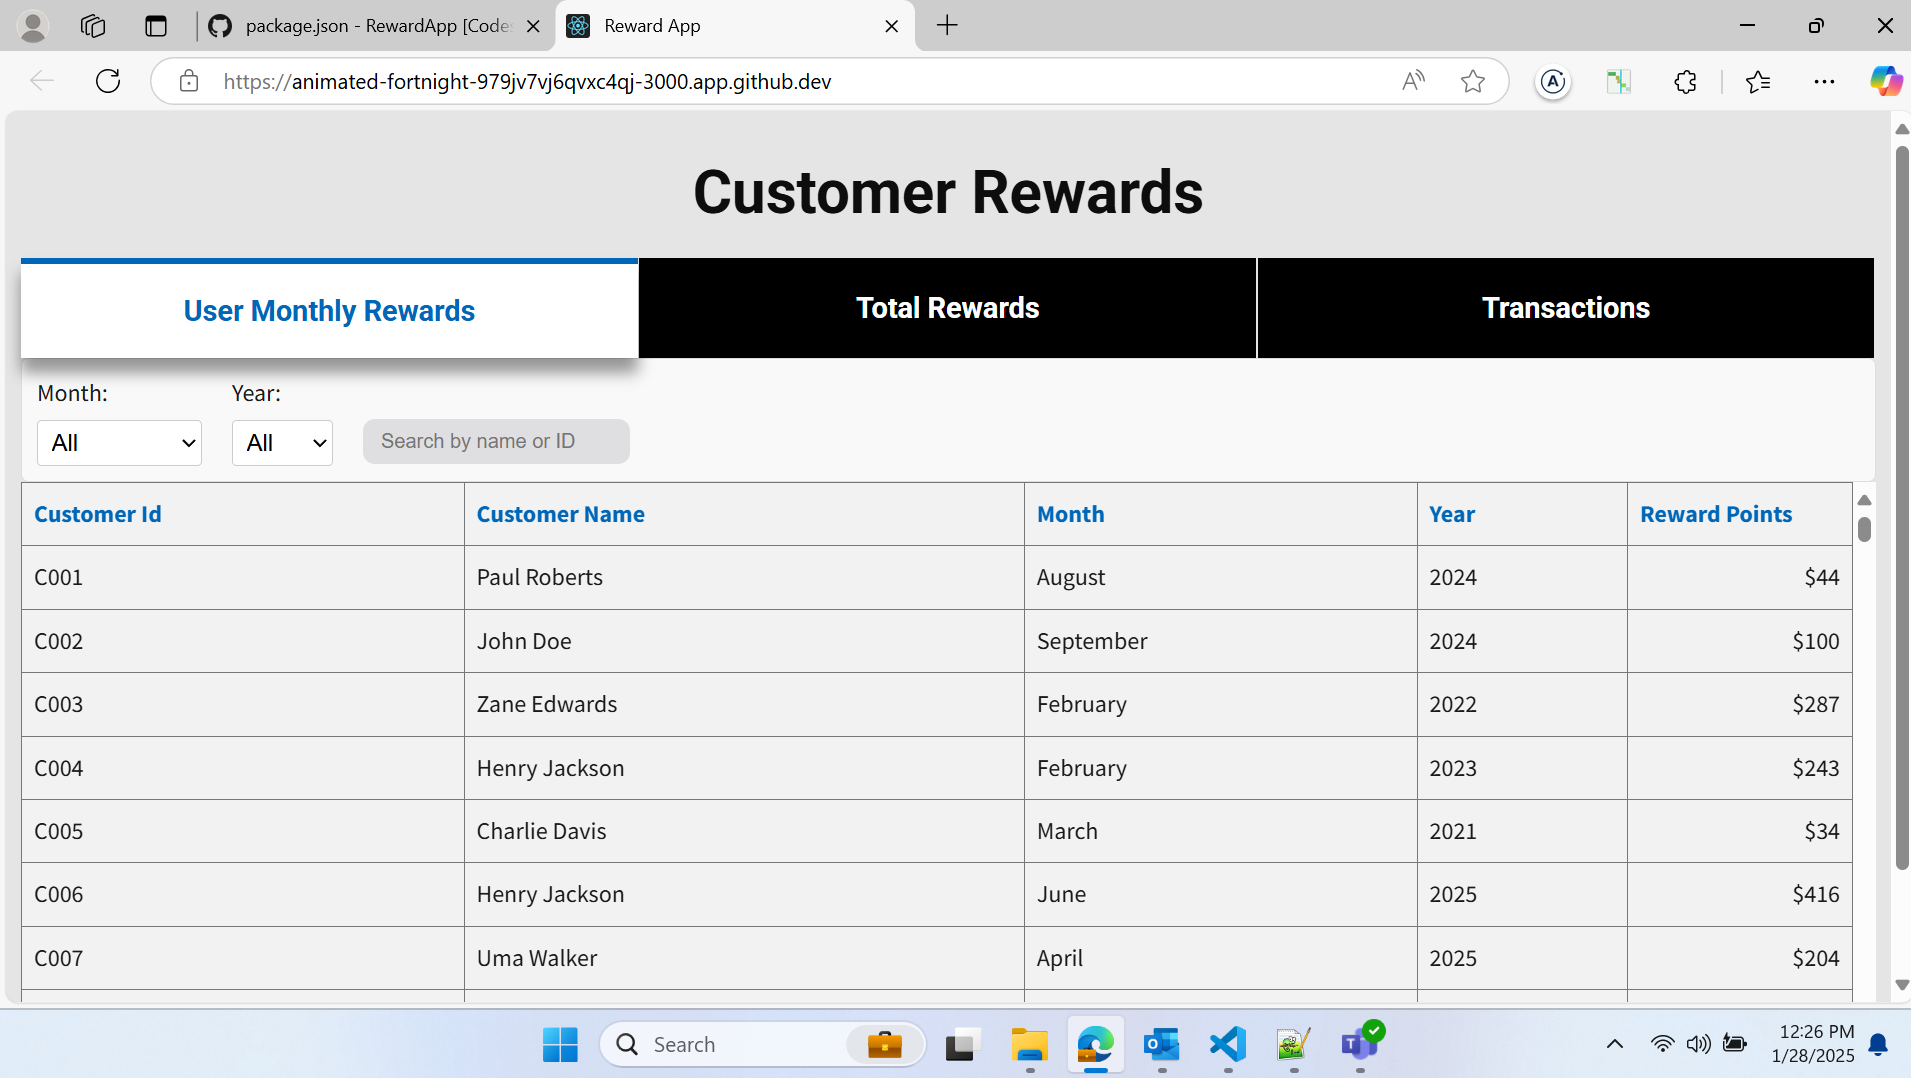 package.json - RewardApp [Codes
Reward App
https://animated-fortnight-979jv7vj6qvxc4qj-3000.app.github.dev
Customer Rewards
User Monthly Rewards
Total Rewards
Transactions
Month:
Year:
All
All
Search by name or ID
Customer Id Customer Name Month Year Reward Points
C001 Paul Roberts August 2024 $44
C002 John Doe September 2024 $100
C003 Zane Edwards February 2022 $287
C004 Henry Jackson February 2023 $243
C005 Charlie Davis March 2021 $34
C006 Henry Jackson June 2025 $416
C007 Uma Walker April 2025 $204
Search
12:26 PM
1/28/2025